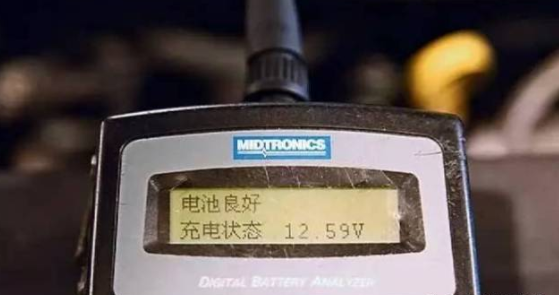 MIDTRONICS
电池良好
充电状态 12.59V
DIGITAL BATTERY ANALYZER